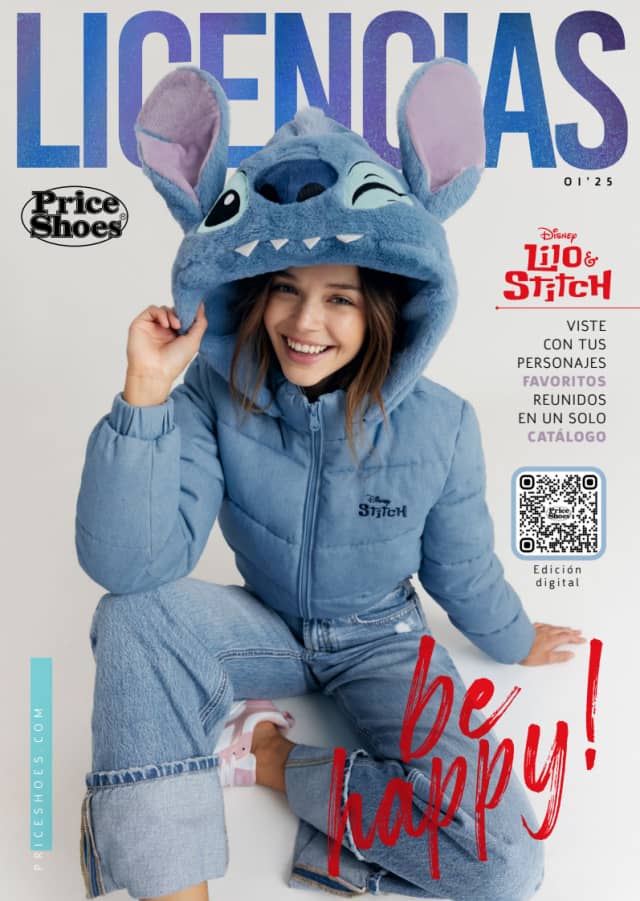 LICENCIAS
01'25
Price
Shoes®
Disney
Lilo &
Stitch
VISTE
CON TUS
PERSONAJES
FAVORITOS
REUNIDOS
EN UN SOLO
CATÁLOGO
Price
Shoes
Edición
digital
Disney
Stitch
be
happy!
PRICESHOES.COM